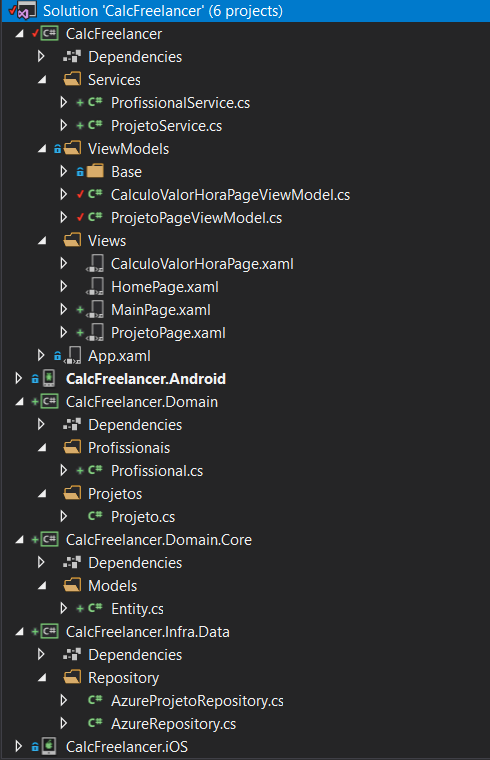 Solution 'CalcFreelancer' (6 projects)
C# CalcFreelancer
Dependencies
Services
C# ProfissionalService.cs
C# ProjetoService.cs
ViewModels
Base
C# CalculoValorHoraPageViewModel.cs
C# ProjetoPageViewModel.cs
Views
CalculoValorHoraPage.xaml
HomePage.xaml
MainPage.xaml
ProjetoPage.xaml
App.xaml
CalcFreelancer.Android
C# CalcFreelancer.Domain
Dependencies
Profissionais
C# Profissional.cs
Projetos
C# Projeto.cs
C# CalcFreelancer.Domain.Core
Dependencies
Models
C# Entity.cs
C# CalcFreelancer.Infra.Data
Dependencies
Repository
C# AzureProjetoRepository.cs
C# AzureRepository.cs
CalcFreelancer.iOS